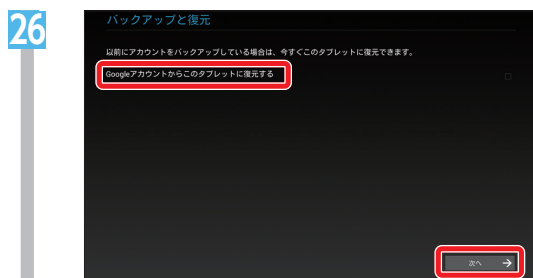 26
バックアップと復元
以前にアカウントをバックアップしている場合は、今すぐこのタブレットに復元できます。
Googleアカウントからこのタブレットに復元する
次へ